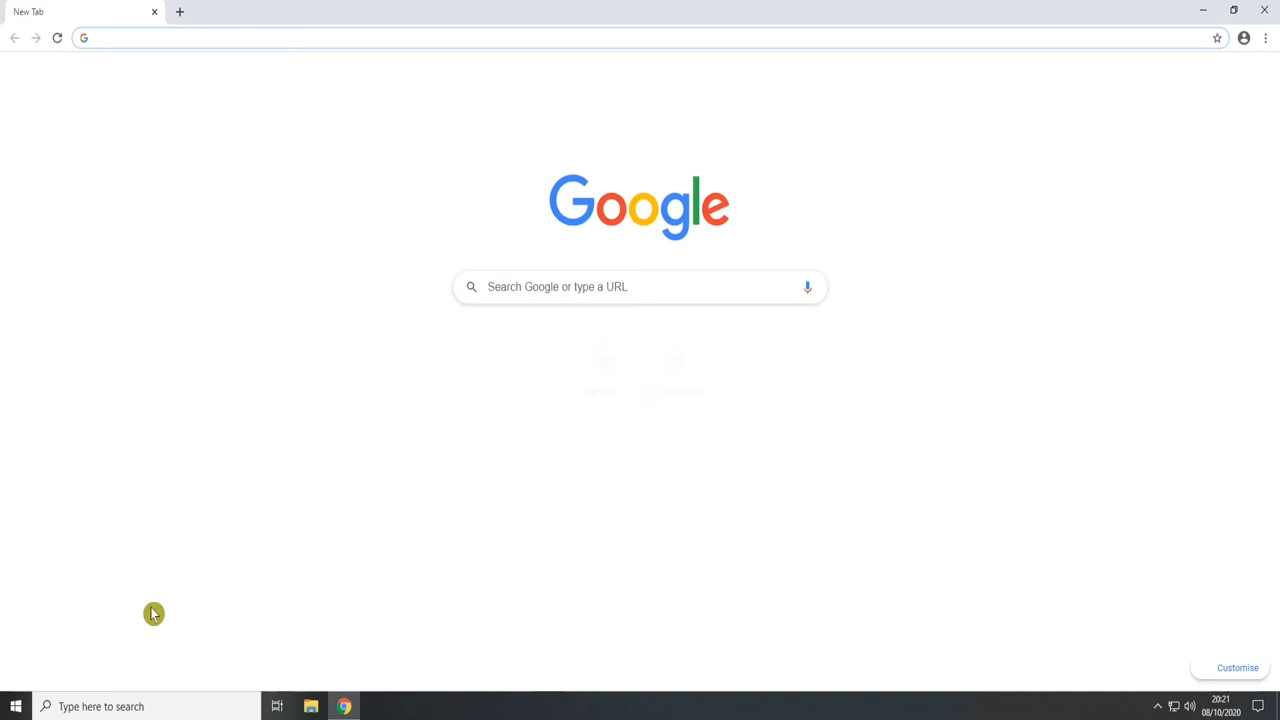 New Tab
Google
Search Google or type a URL
Customise
Type here to search
20:21
08/10/2020